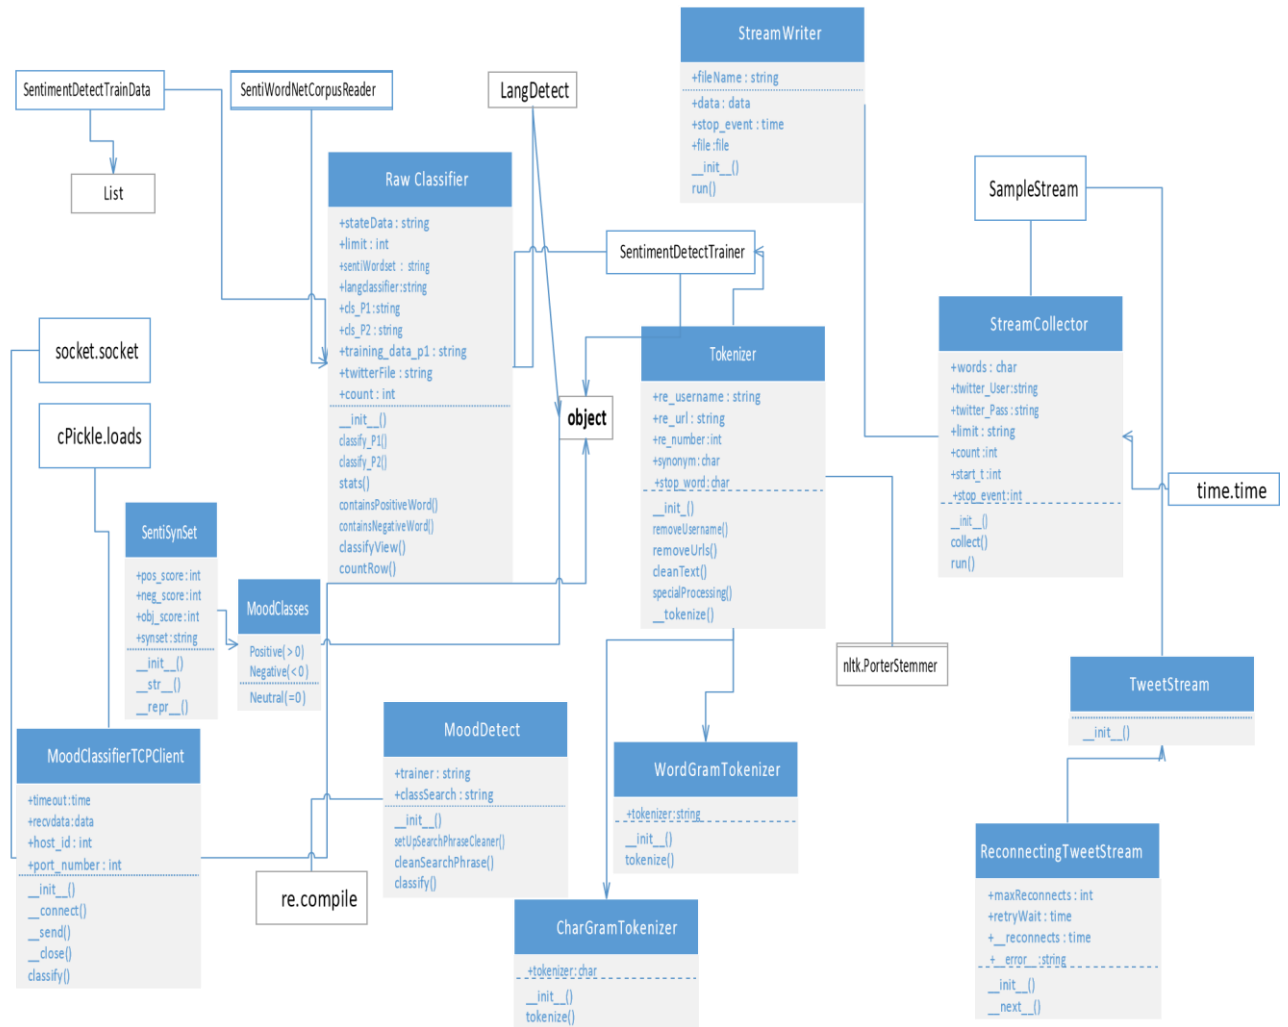 StreamWriter
+fileName : string
+data : data
+stop_event : time
+file :file
__init__()
run()
SentimentDetectTrainData
SentiWordNetCorpusReader
LangDetect
List
Raw Classifier
+stateData : string
+limit : int
+sentiWordset : string
+langclassifier:string
+cls_P1:string
+cls_P2 : string
+training_data_p1 : string
+twitterFile : string
+count : int
__init__()
classify_P1()
classify_P2()
stats()
containsPositiveWord()
containsNegativeWord()
classifyView()
countRow()
SentimentDetectTrainer
SampleStream
StreamCollector
+words : char
+twitter_User:string
+twitter_Pass : string
+limit : string
+count :int
+start_t :int
+stop_event:int
__init__()
collect()
run()
time.time
socket.socket
cPickle.loads
object
Tokenizer
+re_username : string
+re_url : string
+re_number:int
+synonym:char
+stop_word:char
__init_()
removeUsername()
removeUrls()
cleanText()
specialProcessing()
__tokenize()
nltk.PorterStemmer
SentiSynSet
+pos_score:int
+neg_score:int
+obj_score:int
+synset:string
__init__()
__str__()
__repr__()
MoodClasses
Positive(> 0)
Negative(< 0)
Neutral(=0)
MoodClassifierTCPClient
+timeout:time
+recvdata:data
+host_id : int
+port_number : int
__init__()
__connect()
__send()
__close()
classify()
MoodDetect
+trainer : string
+classSearch : string
__init__()
setUpSearchPhraseCleaner()
cleanSearchPhrase()
classify()
re.compile
WordGramTokenizer
+tokenizer:string
__init__()
tokenize()
CharGramTokenizer
+tokenizer:char
__init__()
tokenize()
TweetStream
__init__()
ReconnectingTweetStream
+maxReconnects : int
+retryWait : time
+__reconnects : time
+__error__:string
__init__()
__next__()